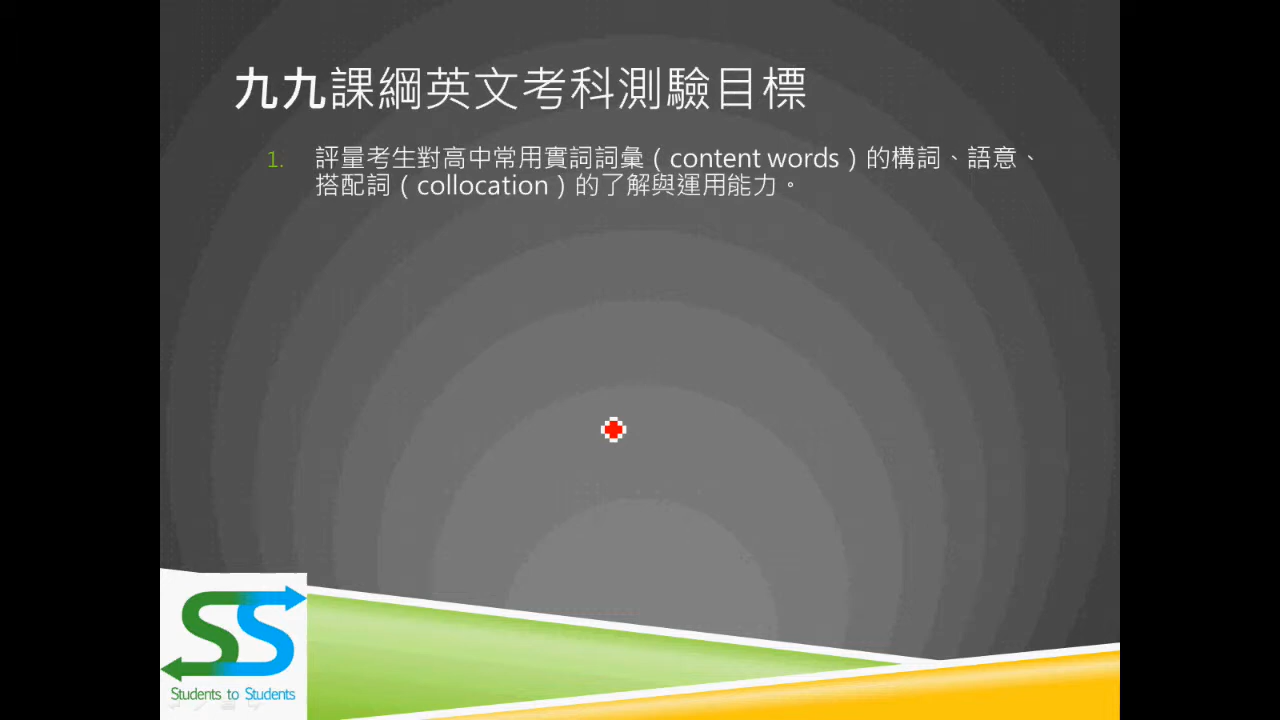 九九課綱英文考科測驗目標
1. 評量考生對高中常用實詞詞彙（content words）的構詞、語意、
搭配詞（collocation）的了解與運用能力。
SS
Students to Students